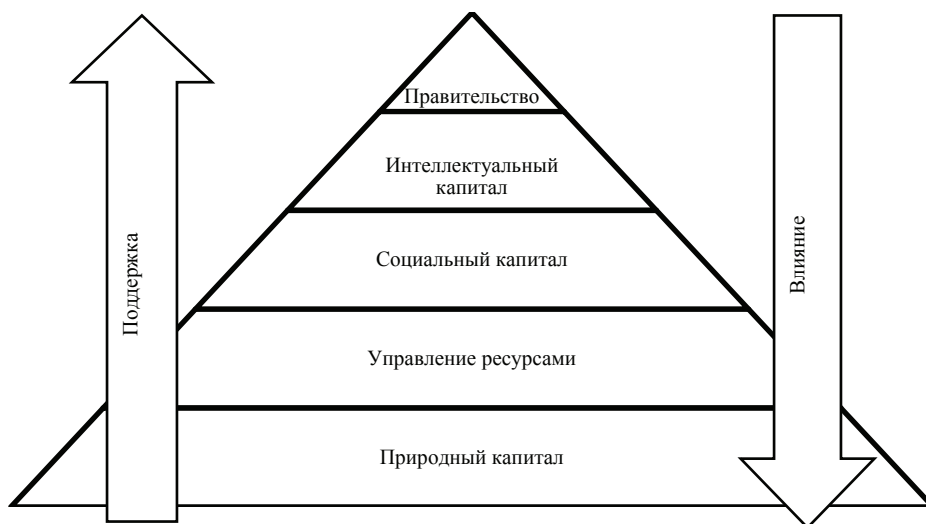 Правительство
Интеллектуальный
капитал
Социальный капитал
Управление ресурсами
Природный капитал
Поддержка
Влияние